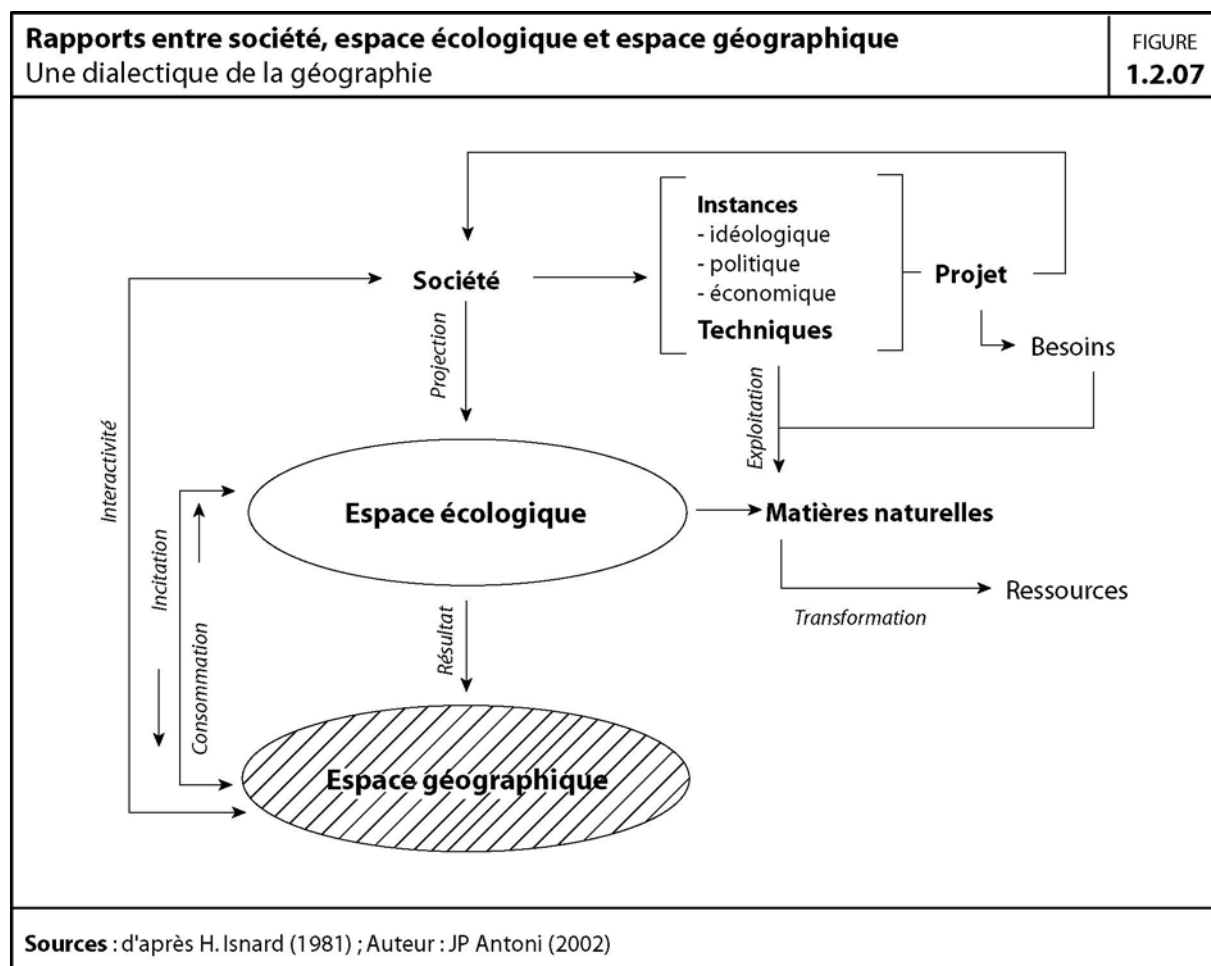 Rapports entre société, espace écologique et espace géographique
Une dialectique de la géographie
FIGURE
1.2.07
Instances
- idéologique
- politique
- économique
Techniques
Société
Projet
Besoins
Projection
Exploitation
Interactivité
Incitation
Consommation
Espace écologique
Matières naturelles
Ressources
Transformation
Résultat
Espace géographique
Sources : d'après H. Isnard (1981) ; Auteur : JP Antoni (2002)